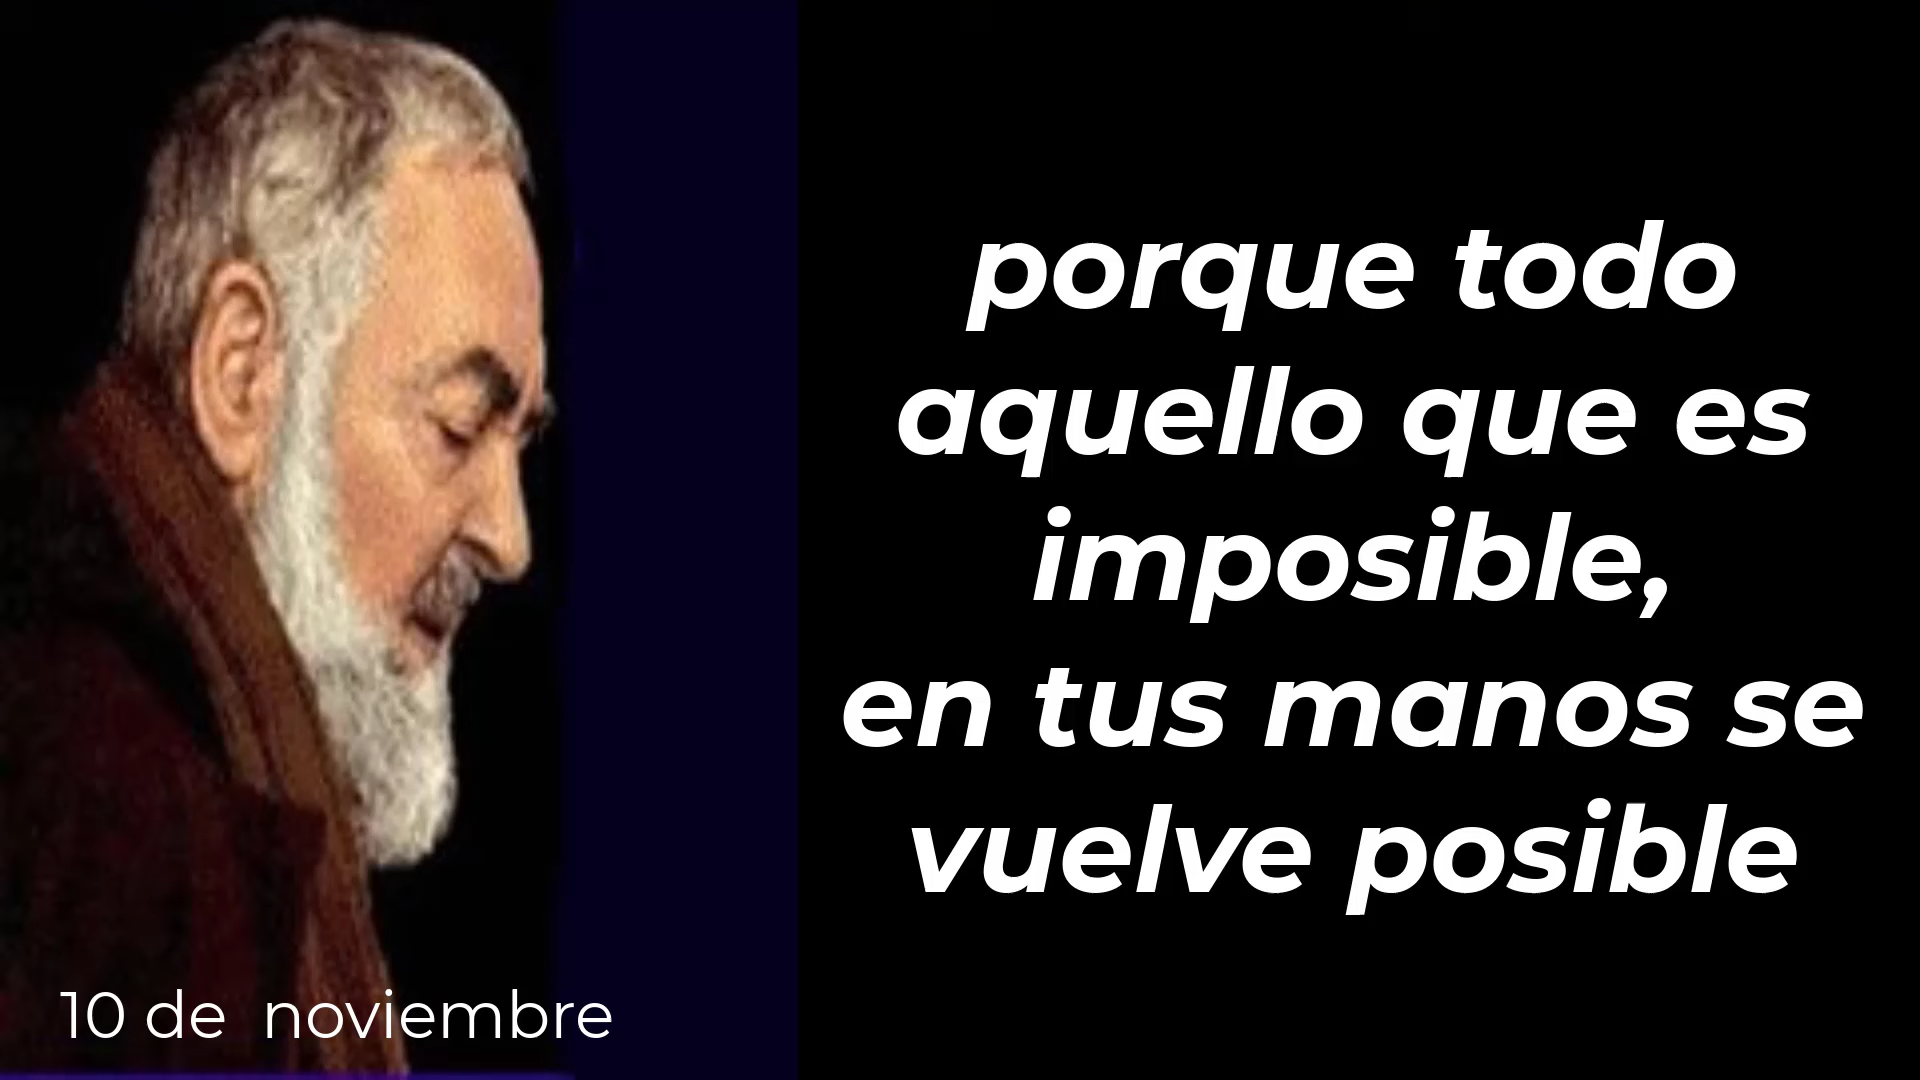 porque todo
aquello que es
imposible,
en tus manos se
vuelve posible
10 de  noviembre